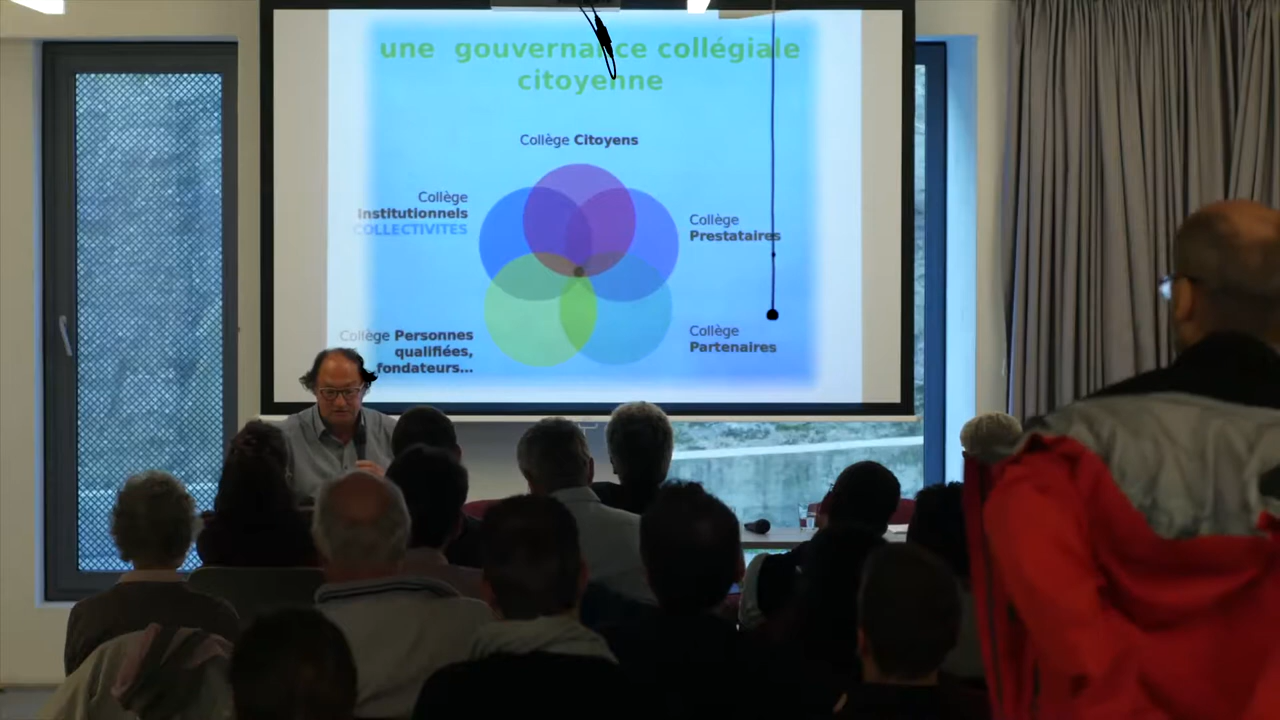 une gouvernance collégiale
citoyenne
Collège Citoyens
Collège
Institutionnels
COLLECTIVITES
Collège
Prestataires
Collège Personnes
qualifiées,
fondateurs...
Collège
Partenaires